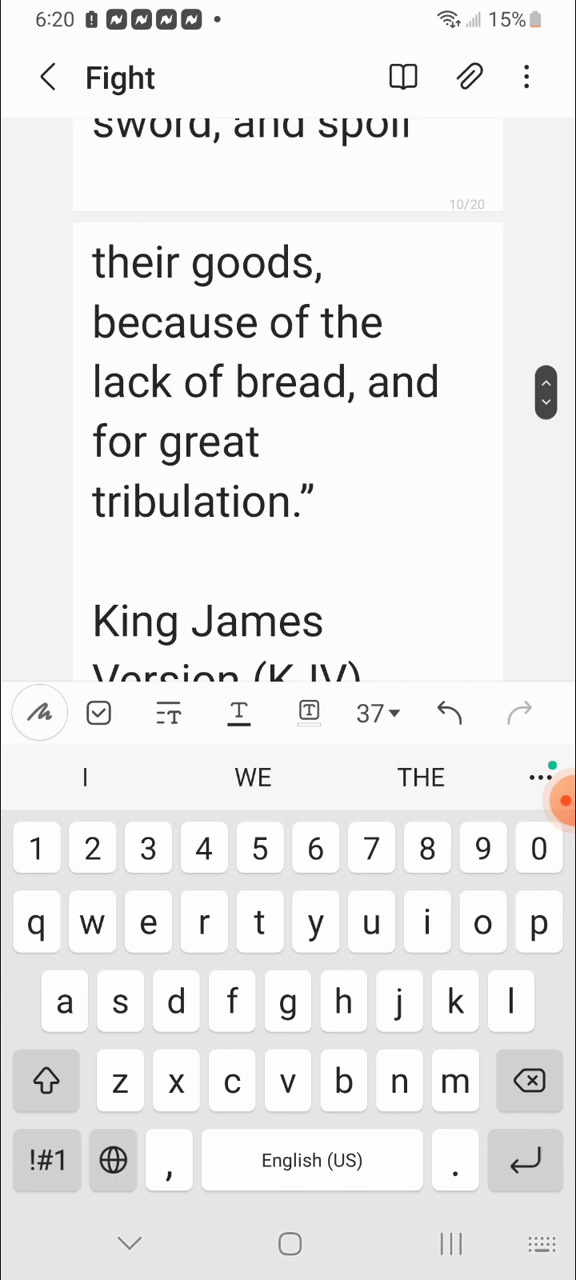 6:20
15%
Fight
sword, and spoil
10/20
their goods,
because of the
lack of bread, and
for great
tribulation.”
King James
Version (KJV)
37
I WE THE
1 2 3 4 5 6 7 8 9 0
q w e r t y u i o p
a s d f g h j k l
z x c v b n m
!#1 , English (US) .